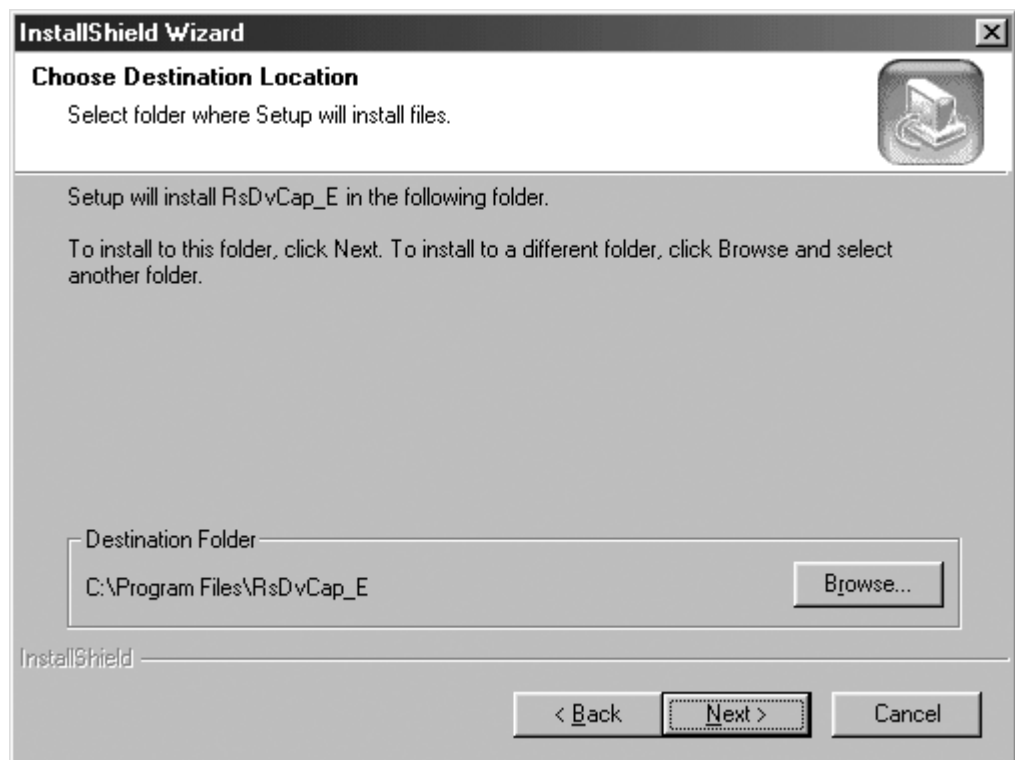 InstallShield Wizard
Choose Destination Location
Select folder where Setup will install files.
Setup will install RsDvCap_E in the following folder.
To install to this folder, click Next. To install to a different folder, click Browse and select
another folder.
Destination Folder
C:\Program Files\RsDvCap_E
Browse...
InstallShield
< Back
Next >
Cancel